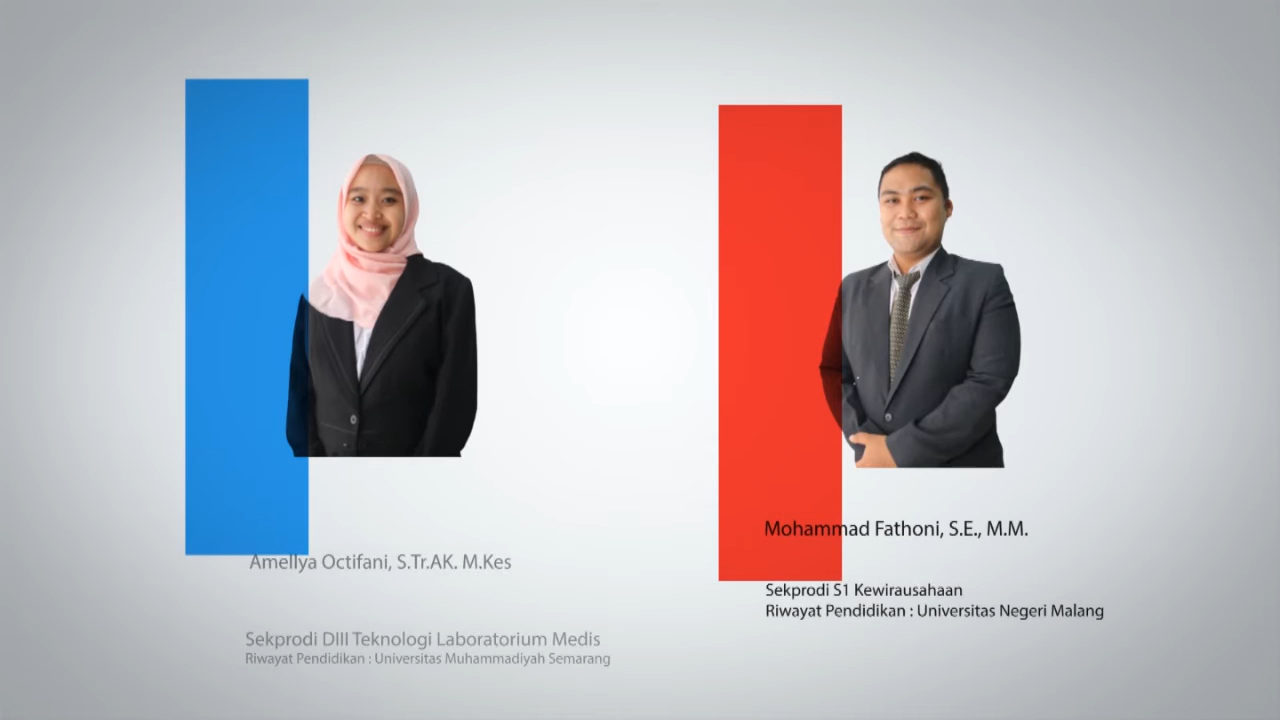 Amellya Octifani, S.Tr.AK. M.Kes
Sekprodi DIII Teknologi Laboratorium Medis
Riwayat Pendidikan : Universitas Muhammadiyah Semarang
Mohammad Fathoni, S.E., M.M.
Sekprodi S1 Kewirausahaan
Riwayat Pendidikan : Universitas Negeri Malang